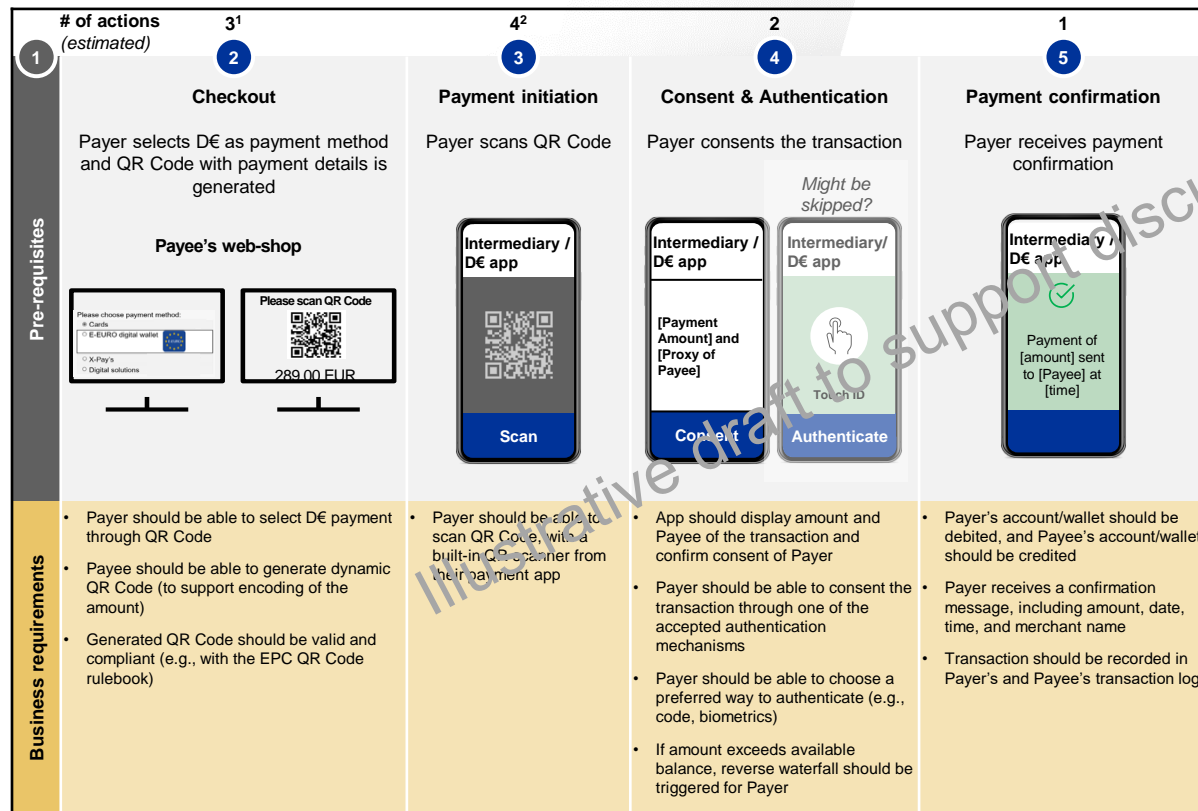 # of actions
(estimated)
3¹
4²
2
1
1
2
3
4
5
Pre-requisites
Checkout
Payer selects D€ as payment method
and QR Code with payment details is
generated
Payee's web-shop
Please choose payment method:
Cards
E-EURO digital wallet
X-Pay's
Digital solutions
Please scan QR Code
289.00 EUR
Payment initiation
Payer scans QR Code
Intermediary /
D€ app
Scan
Consent & Authentication
Payer consents the transaction
Might be
skipped?
Intermediary /
D€ app
[Payment
Amount] and
[Proxy of
Payee]
Consent
Intermediary/
D€ app
Touch ID
Authenticate
Payment confirmation
Payer receives payment
confirmation
Intermediary /
D€ app
Payment of
[amount] sent
to [Payee] at
[time]
Illustrative draft to support discu
Business requirements
• Payer should be able to select D€ payment
through QR Code
• Payee should be able to generate dynamic
QR Code (to support encoding of the
amount)
• Generated QR Code should be valid and
compliant (e.g., with the EPC QR Code
rulebook)
• Payer should be able to
scan QR Code, with a
built-in QR-scanner from
their payment app
• App should display amount and
Payee of the transaction and
confirm consent of Payer
• Payer should be able to consent the
transaction through one of the
accepted authentication
mechanisms
• Payer should be able to choose a
preferred way to authenticate (e.g.,
code, biometrics)
• If amount exceeds available
balance, reverse waterfall should be
triggered for Payer
• Payer's account/wallet should be
debited, and Payee's account/wallet
should be credited
• Payer receives a confirmation
message, including amount, date,
time, and merchant name
• Transaction should be recorded in
Payer's and Payee's transaction log